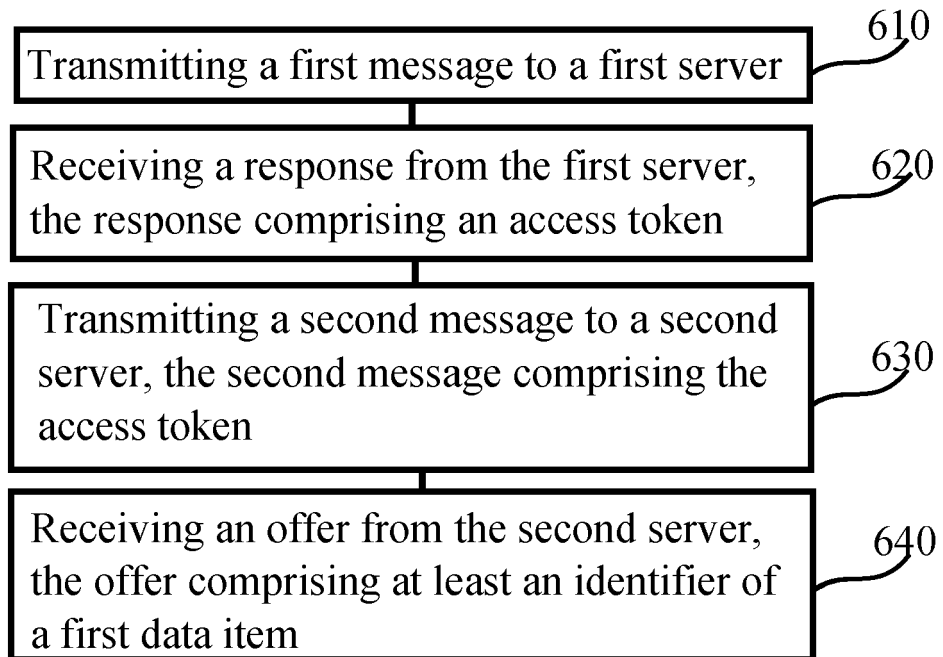 610
Transmitting a first message to a first server
620
Receiving a response from the first server,
the response comprising an access token
630
Transmitting a second message to a second
server, the second message comprising the
access token
640
Receiving an offer from the second server,
the offer comprising at least an identifier of
a first data item